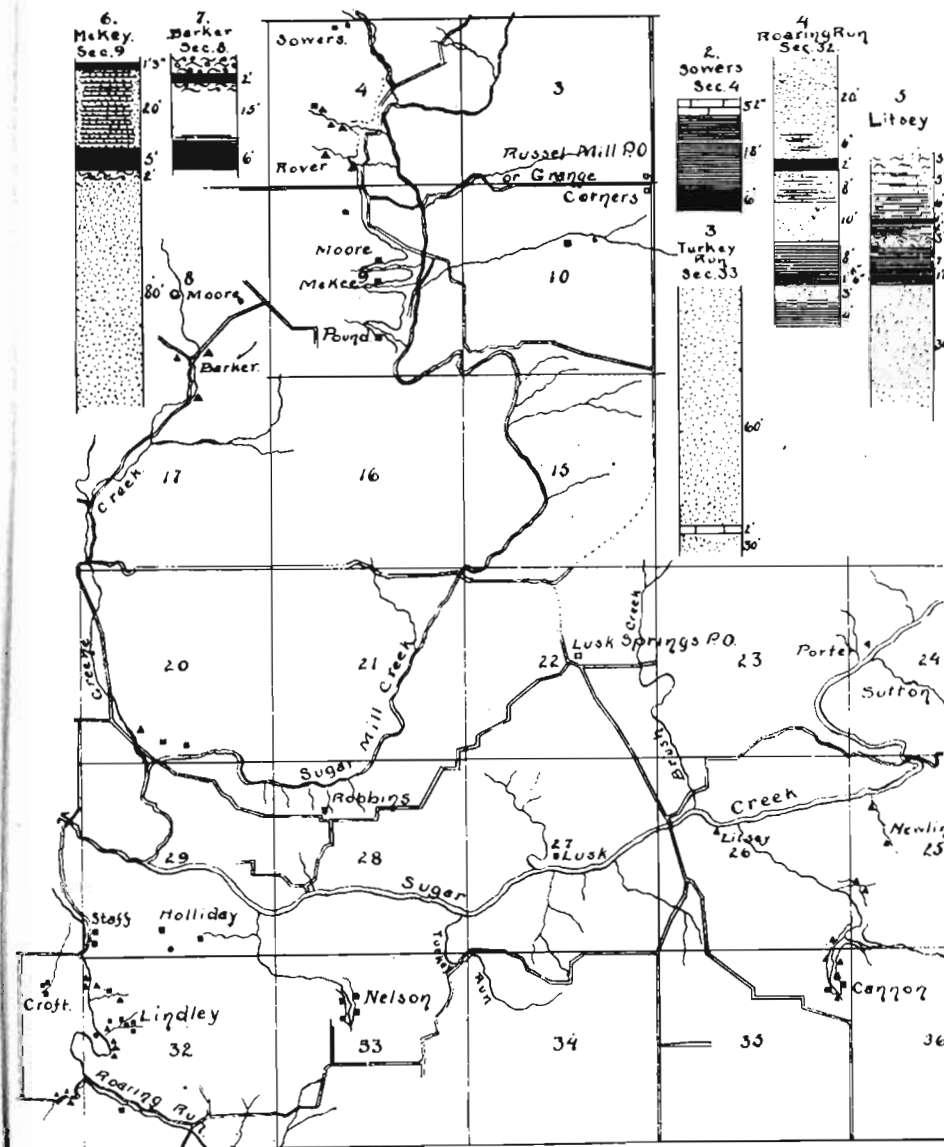 6.
McKey.
Sec. 9
1'3"
20'
5'
2'
80'
7.
Barker
Sec. 8.
2'
15'
6'
2.
Sowers
Sec. 4
52"
18'
6'
3
Turkey
Run
Sec. 33
60'
2'
30'
4
Roaring Run
Sec. 32.
20'
6'
2'
8'
10'
8'
3'
4'
5
Litsey
Sowers.
4
3
Rover
Russel Mill P.O
or Grange
Corners
Moore
9
McKee
10
Pound
8
Moore
Barker.
17
16
15
Creek
Greene
20
21
Sugar Mill Creek
22
Lusk Springs P.O.
Creek
Brush
23
Porter
24
Sutton
Robbins
29
28
27
Lusk
Sugar
Creek
Litsey
26
25
Staff
Holliday
Turkey
Run
Croft.
Lindley
Nelson
Cannon
32
33
34
35
36
Roaring Run